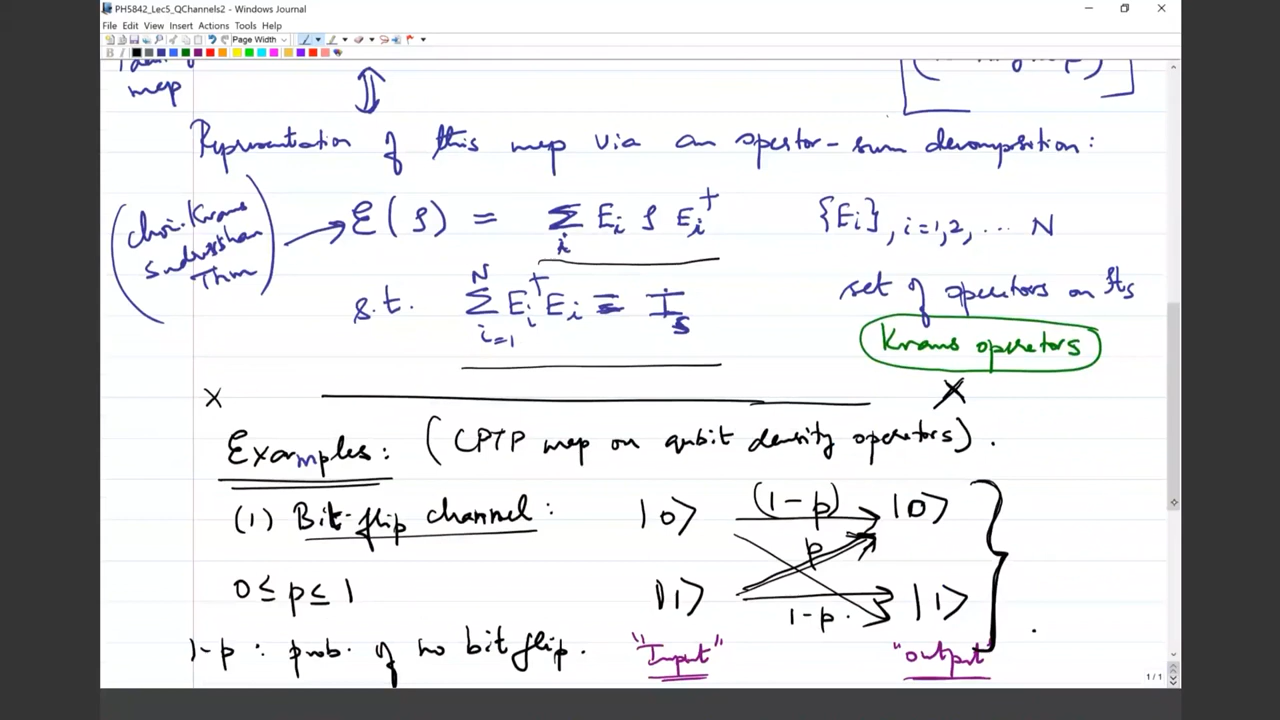 PH5842_Lec5_QChannels2 - Windows Journal
File Edit View Insert Actions Tools Help
Page Width
map
Representation of this map via an operator-sum decomposition:
(Choi-Kraus Sudarshan Thm) → ℰ(ρ) = Σ_i E_i ρ E_i^† {E_i}, i=1,2, ... N
s.t. Σ_{i=1}^N E_i^† E_i = I_s set of operators on ℋ_s
Kraus operators
x x
Examples: (CPTP map on qubit density operators).
(1) Bit-flip channel: |0> (1-p) |0>
p
0 ≤ p ≤ 1 |1> 1-p. |1>
1-p : prob. of no bit flip. "Input" "output"
1/1